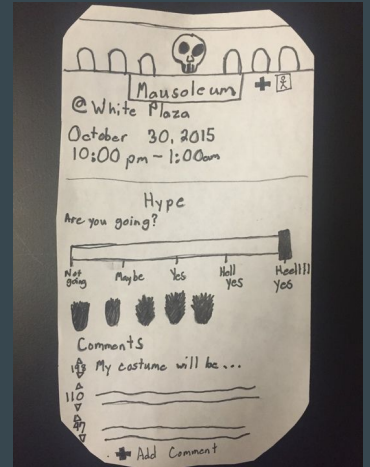 Mausoleum
@ White Plaza
October 30, 2015
10:00 pm - 1:00am
Hype
Are you going?
Not going
Maybe
Yes
Hell yes
Yes
Comments
My costume will be...
110
Add Comment